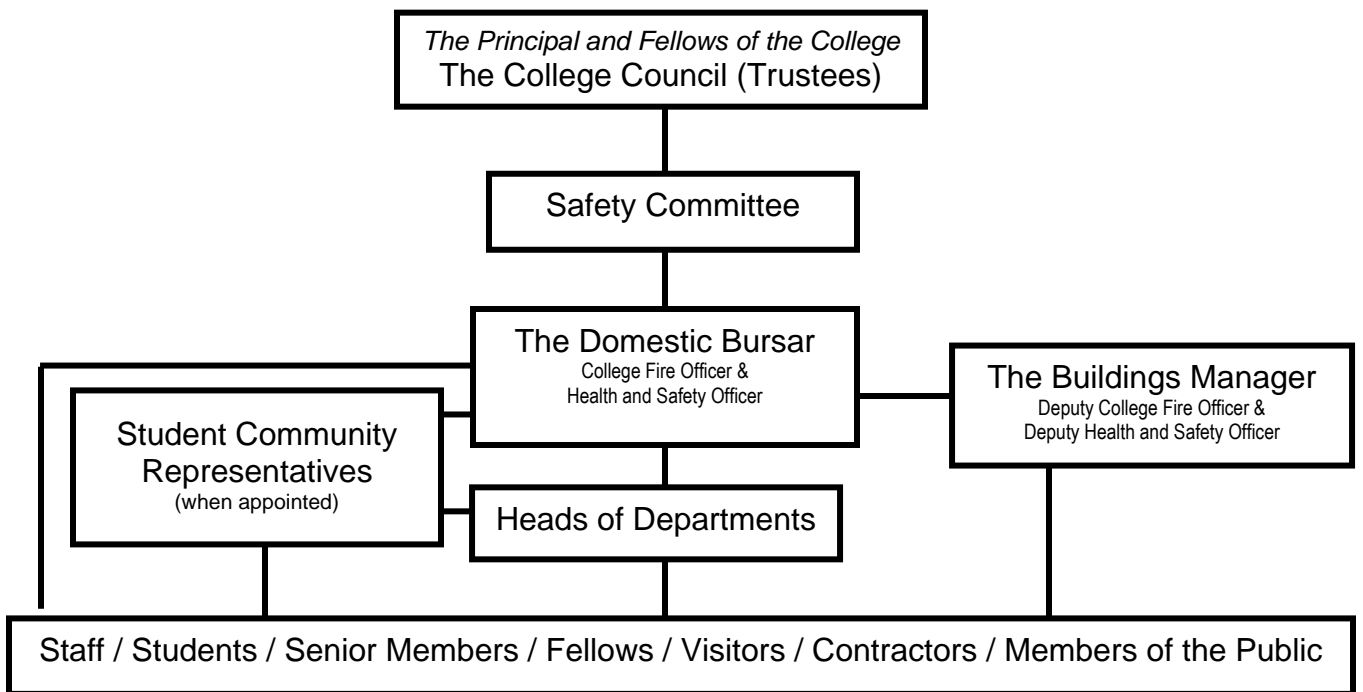 The Principal and Fellows of the College
The College Council (Trustees)
Safety Committee
The Domestic Bursar
College Fire Officer &
Health and Safety Officer
The Buildings Manager
Deputy College Fire Officer &
Deputy Health and Safety Officer
Student Community
Representatives
(when appointed)
Heads of Departments
Staff / Students / Senior Members / Fellows / Visitors / Contractors / Members of the Public